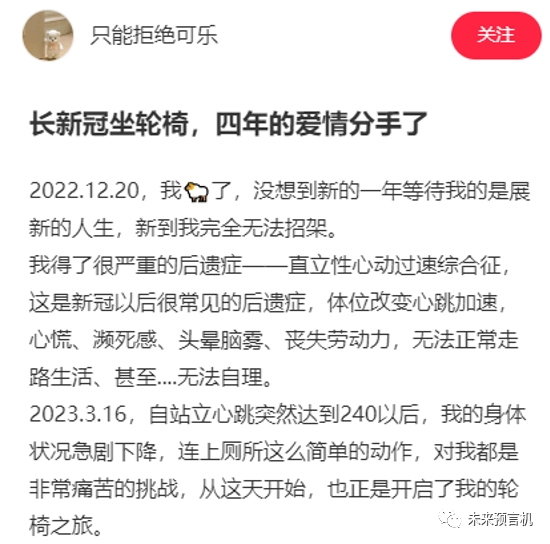 只能拒绝可乐
关注
长新冠坐轮椅，四年的爱情分手了
2022.12.20，我🐑了，没想到新的一年等待我的是展
新的人生，新到我完全无法招架。
我得了很严重的后遗症——直立性心动过速综合征，
这是新冠以后很常见的后遗症，体位改变心跳加速，
心慌、濒死感、头晕脑雾、丧失劳动力，无法正常走
路生活、甚至....无法自理。
2023.3.16，自站立心跳突然达到240以后，我的身体
状况急剧下降，连上厕所这么简单的动作，对我都是
非常痛苦的挑战，从这天开始，也正是开启了我的轮
椅之旅。
未来预言机